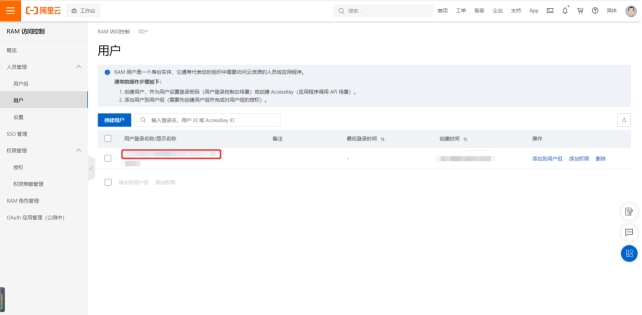 阿里云 工作台 搜索... 费用 工单 备案 企业 支持 App 简体
RAM 访问控制
RAM 访问控制 / 用户
用户
概览
人员管理
用户组
用户
设置
SSO 管理
权限管理
授权
权限策略管理
RAM 角色管理
OAuth 应用管理（公测中）
RAM 用户是一个身份实体，它通常代表您的组织中需要访问云资源的人员或应用程序。
通常的操作步骤如下：
1. 创建用户，并为用户设置登录密码（用户登录控制台场景）或创建 AccessKey（应用程序调用 API 场景）。
2. 添加用户到用户组（需要先创建用户组并完成对用户组的授权）。
创建用户 输入登录名、用户 ID 或 AccessKey ID
用户登录名称/显示名称 备注 最后登录时间 创建时间 操作
- 添加到用户组 添加权限 删除
添加到用户组 添加权限